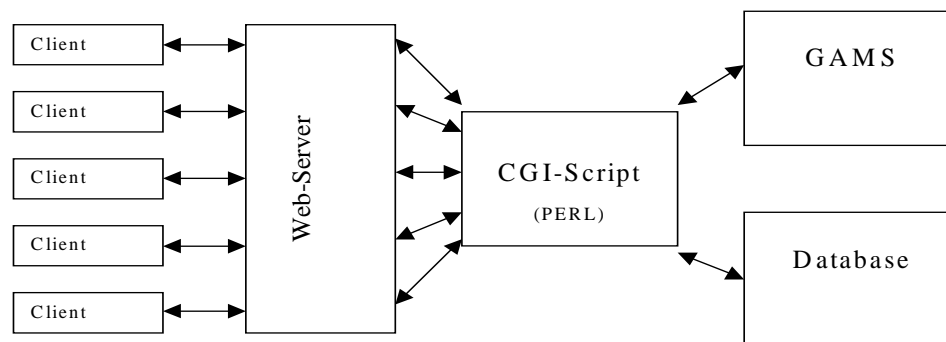 Client
Client
Client
Client
Client
Web-Server
CGI-Script
(PERL)
GAMS
Database